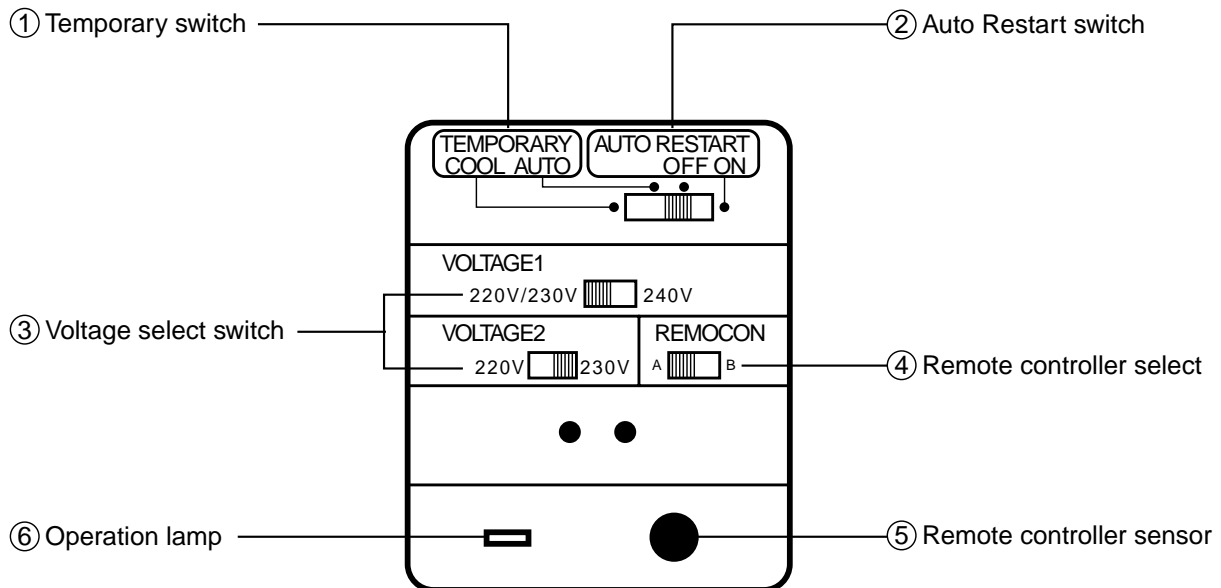 ① Temporary switch
② Auto Restart switch
TEMPORARY
COOL AUTO
AUTO RESTART
OFF ON
VOLTAGE1
220V/230V 240V
③ Voltage select switch
VOLTAGE2
220V 230V
REMOCON
A B
④ Remote controller select
⑥ Operation lamp
⑤ Remote controller sensor